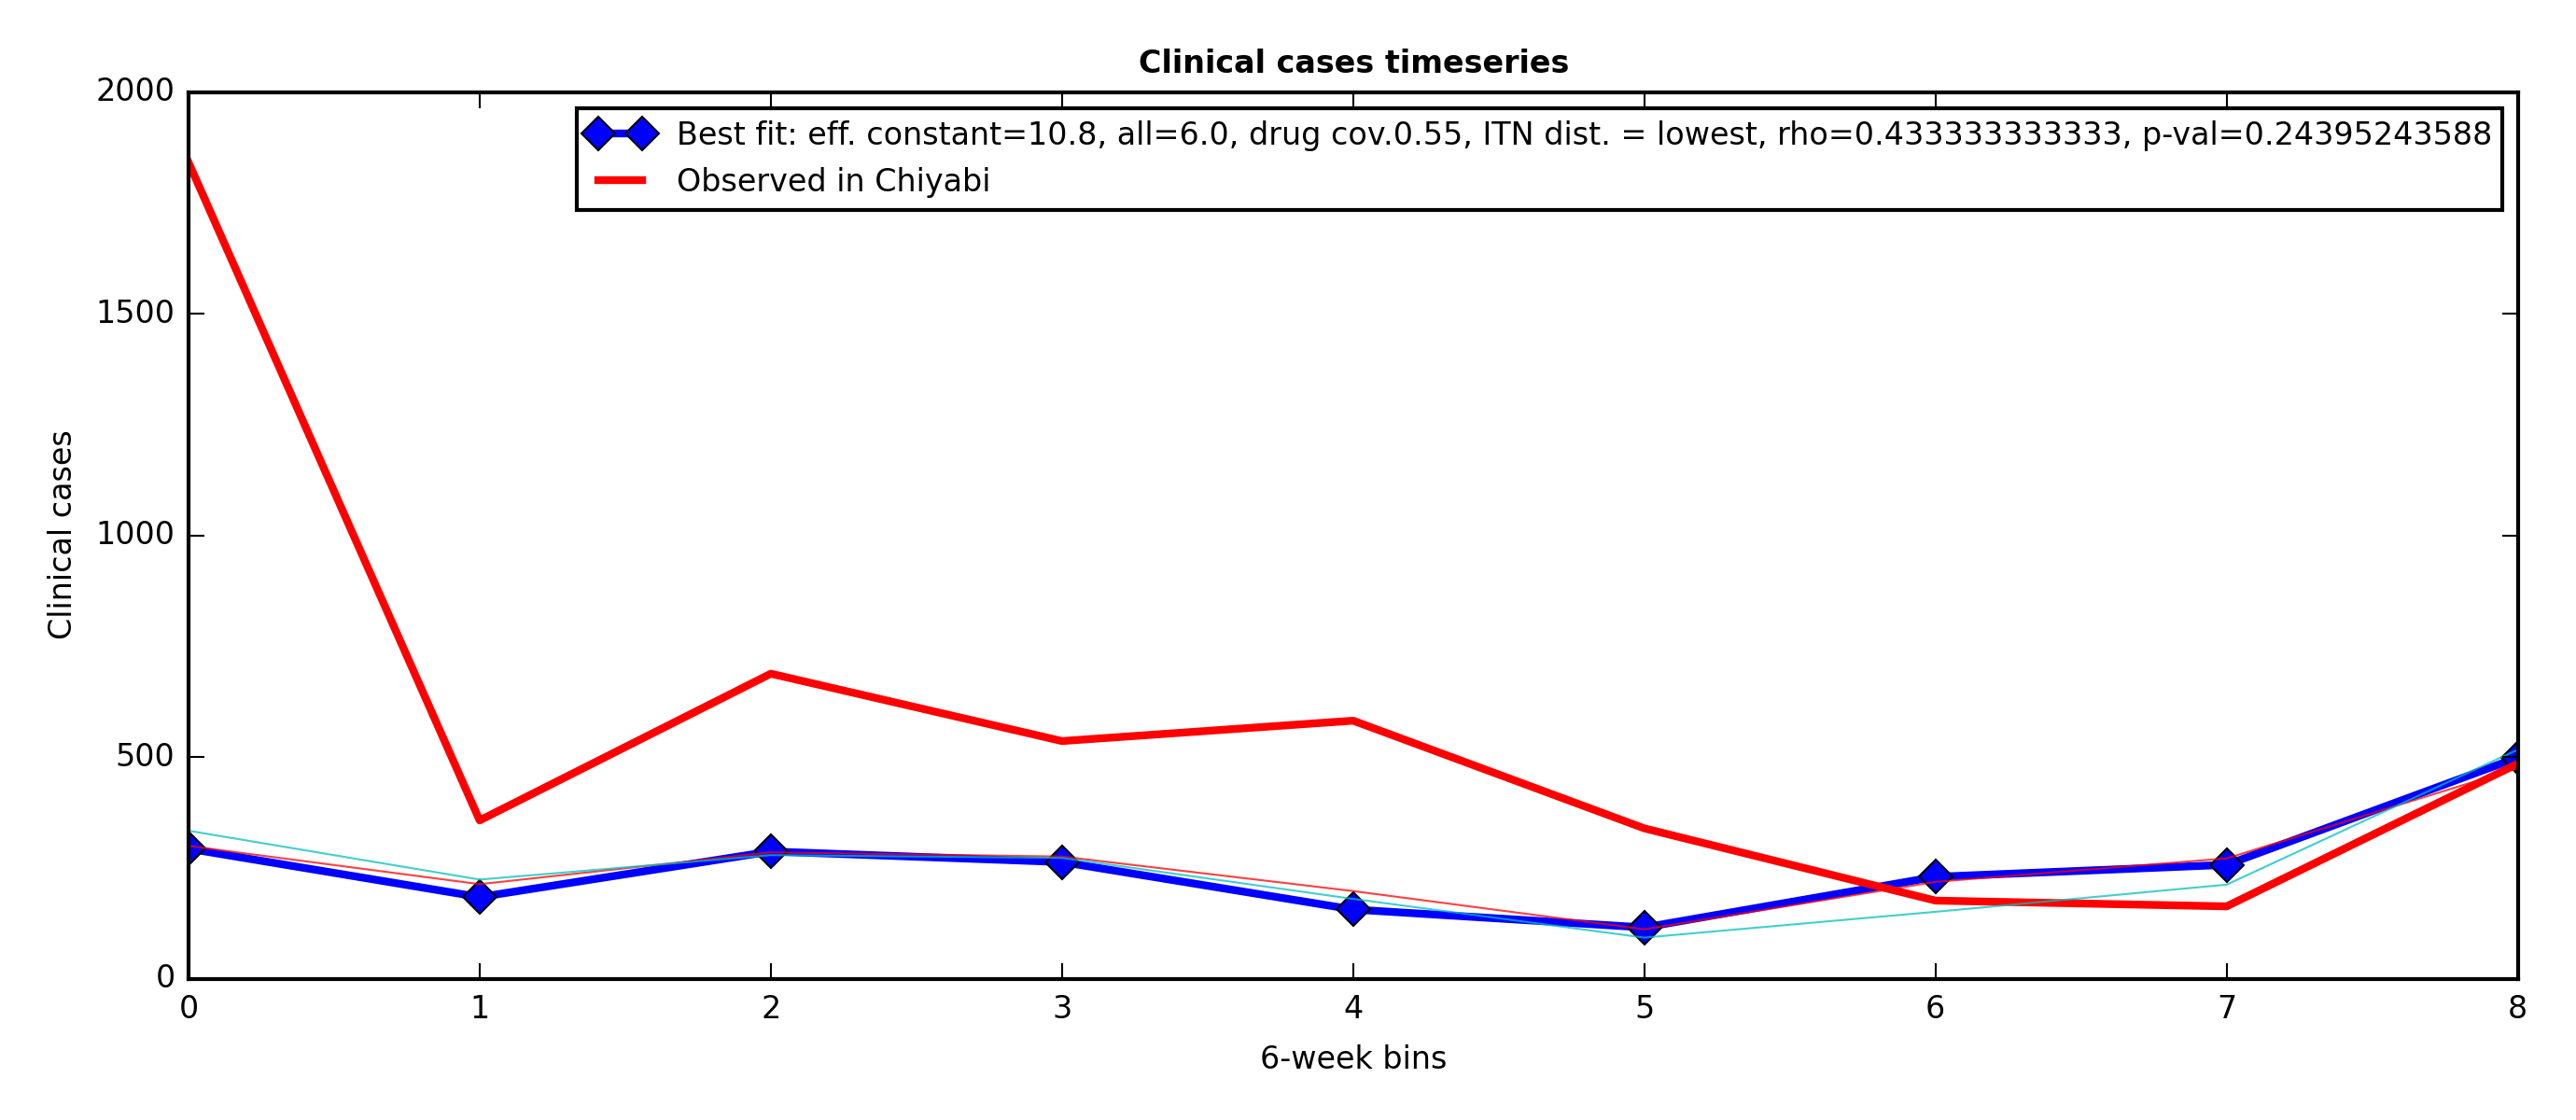 Clinical cases timeseries
2000
1500
1000
500
0
Clinical cases
Best fit: eff. constant=10.8, all=6.0, drug cov.0.55, ITN dist. = lowest, rho=0.433333333333, p-val=0.24395243588
Observed in Chiyabi
0 1 2 3 4 5 6 7 8
6-week bins